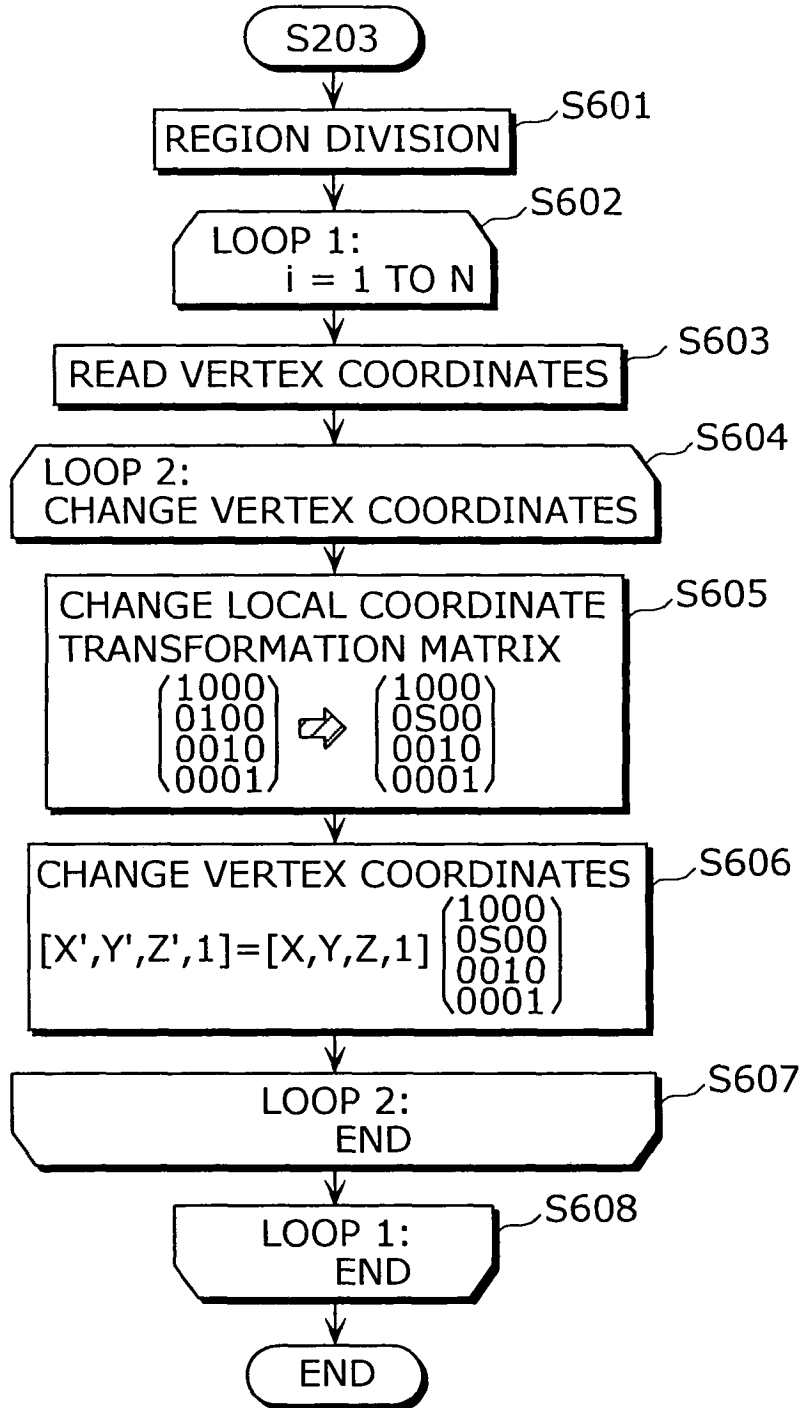 S203
S601
REGION DIVISION
S602
LOOP 1:
i = 1 TO N
S603
READ VERTEX COORDINATES
S604
LOOP 2:
CHANGE VERTEX COORDINATES
S605
CHANGE LOCAL COORDINATE
TRANSFORMATION MATRIX
1000 1000
0100 0S00
0010 0010
0001 0001
S606
CHANGE VERTEX COORDINATES
1000
0S00
[X',Y',Z',1]=[X,Y,Z,1]
0010
0001
S607
LOOP 2:
END
S608
LOOP 1:
END
END